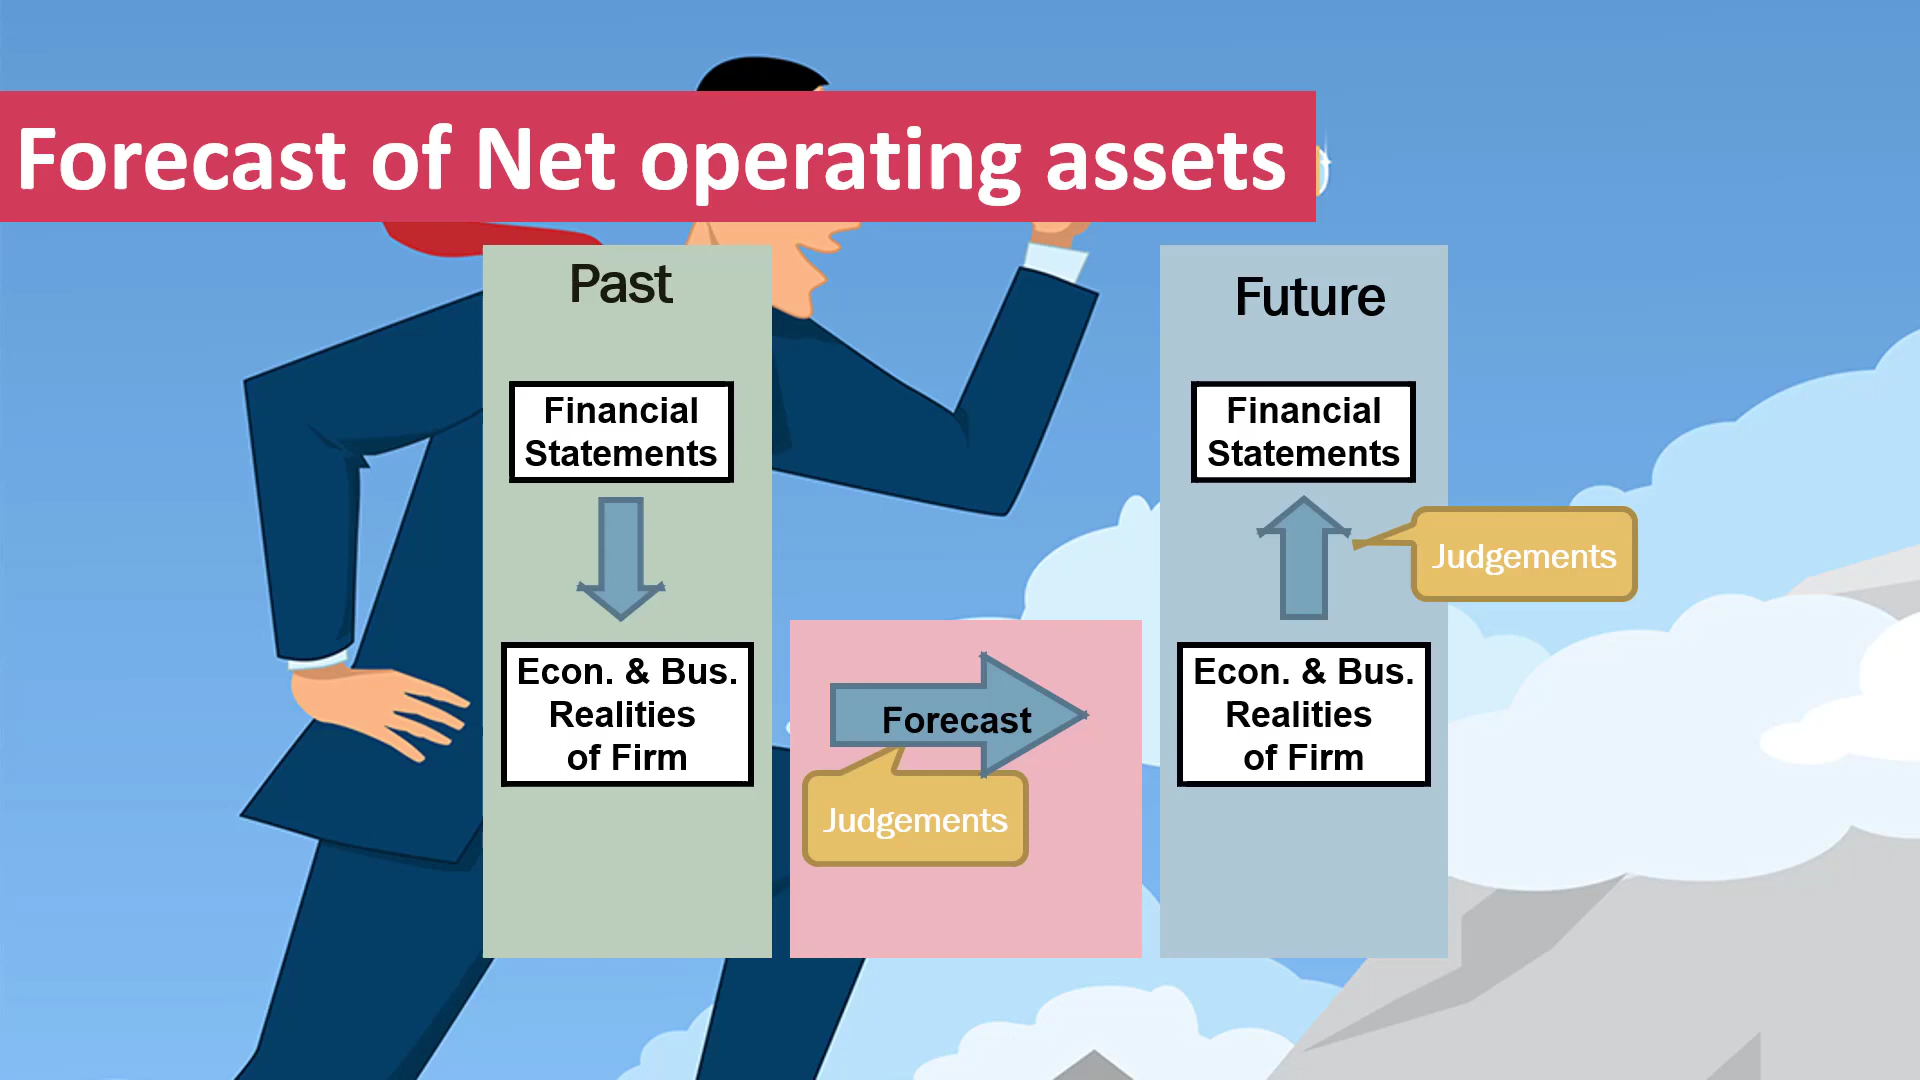 Forecast of Net operating assets
Past
Financial
Statements
Econ. & Bus.
Realities
of Firm
Forecast
Judgements
Future
Financial
Statements
Judgements
Econ. & Bus.
Realities
of Firm